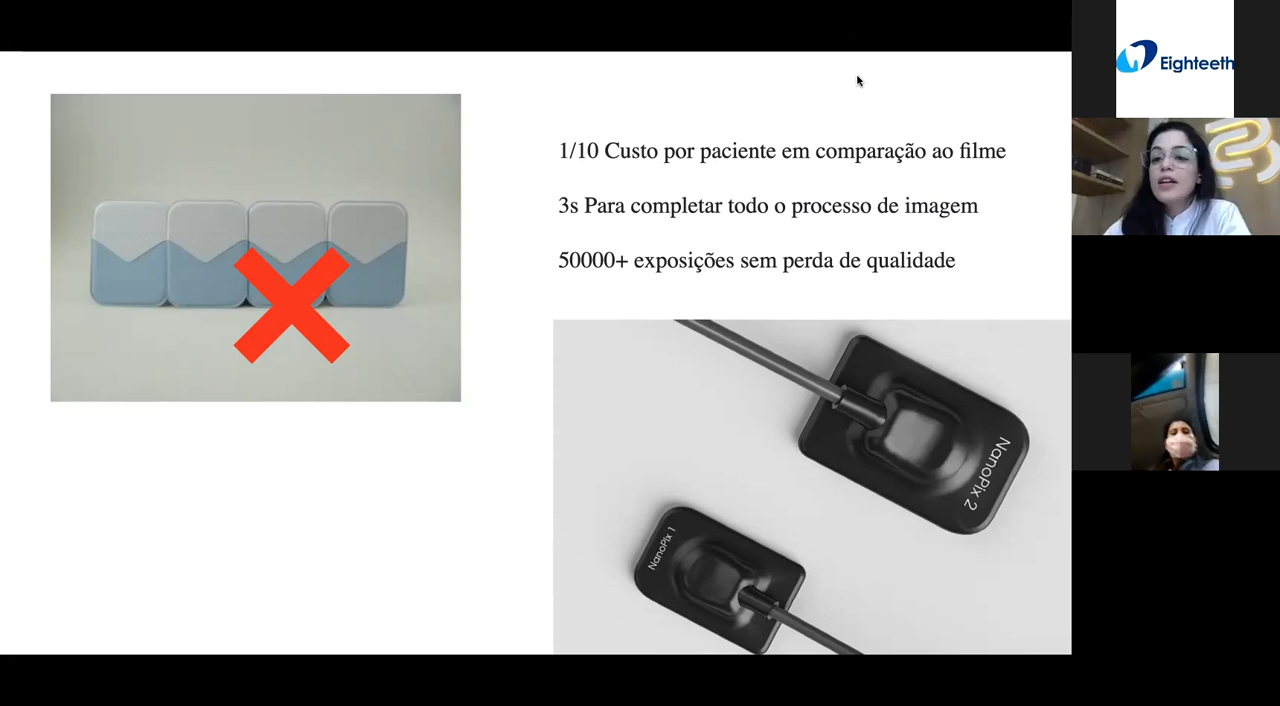 1/10 Custo por paciente em comparação ao filme
3s Para completar todo o processo de imagem
50000+ exposições sem perda de qualidade
NanoPix 2
NanoPix 1
Eighteeth